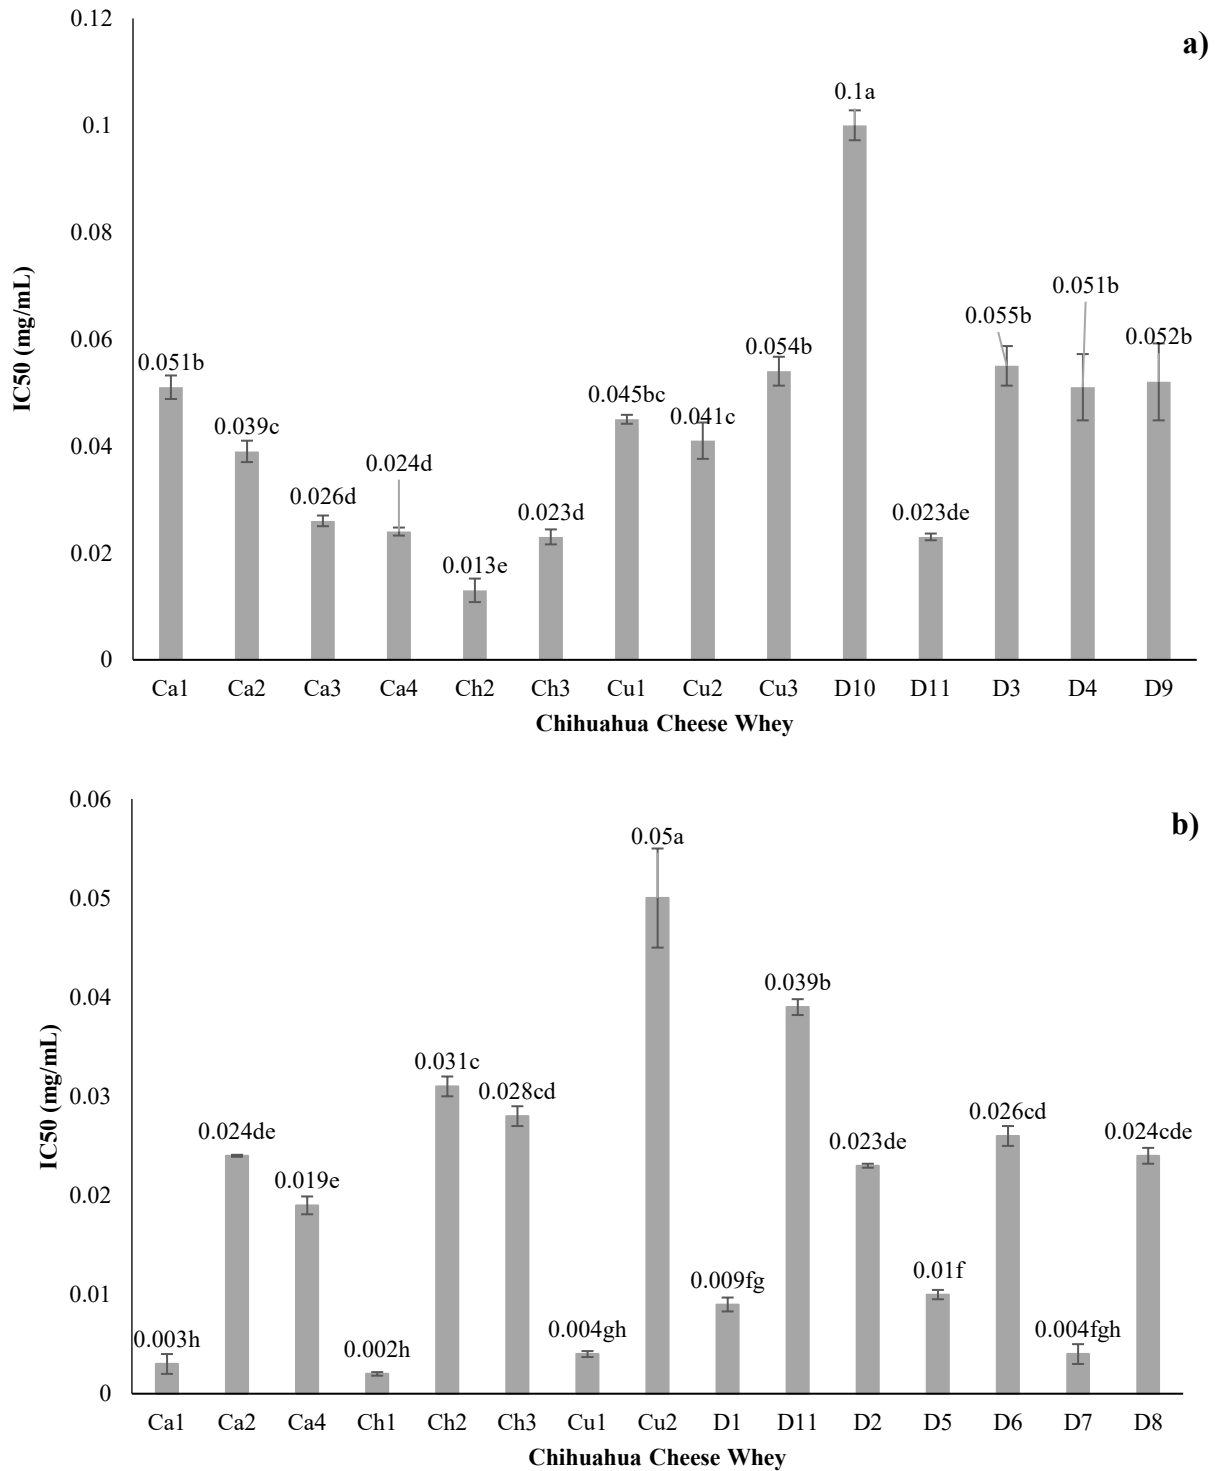 a)
0.12
0.1
0.08
0.06
0.04
0.02
0
IC50 (mg/mL)
0.051b
0.039c
0.026d
0.024d
0.013e
0.023d
0.045bc
0.041c
0.054b
0.1a
0.023de
0.055b
0.051b
0.052b
Ca1 Ca2 Ca3 Ca4 Ch2 Ch3 Cu1 Cu2 Cu3 D10 D11 D3 D4 D9
Chihuahua Cheese Whey
b)
0.06
0.05
0.04
0.03
0.02
0.01
0
IC50 (mg/mL)
0.003h
0.024de
0.019e
0.002h
0.031c
0.028cd
0.004gh
0.05a
0.009fg
0.039b
0.023de
0.01f
0.026cd
0.004fgh
0.024cde
Ca1 Ca2 Ca4 Ch1 Ch2 Ch3 Cu1 Cu2 D1 D11 D2 D5 D6 D7 D8
Chihuahua Cheese Whey